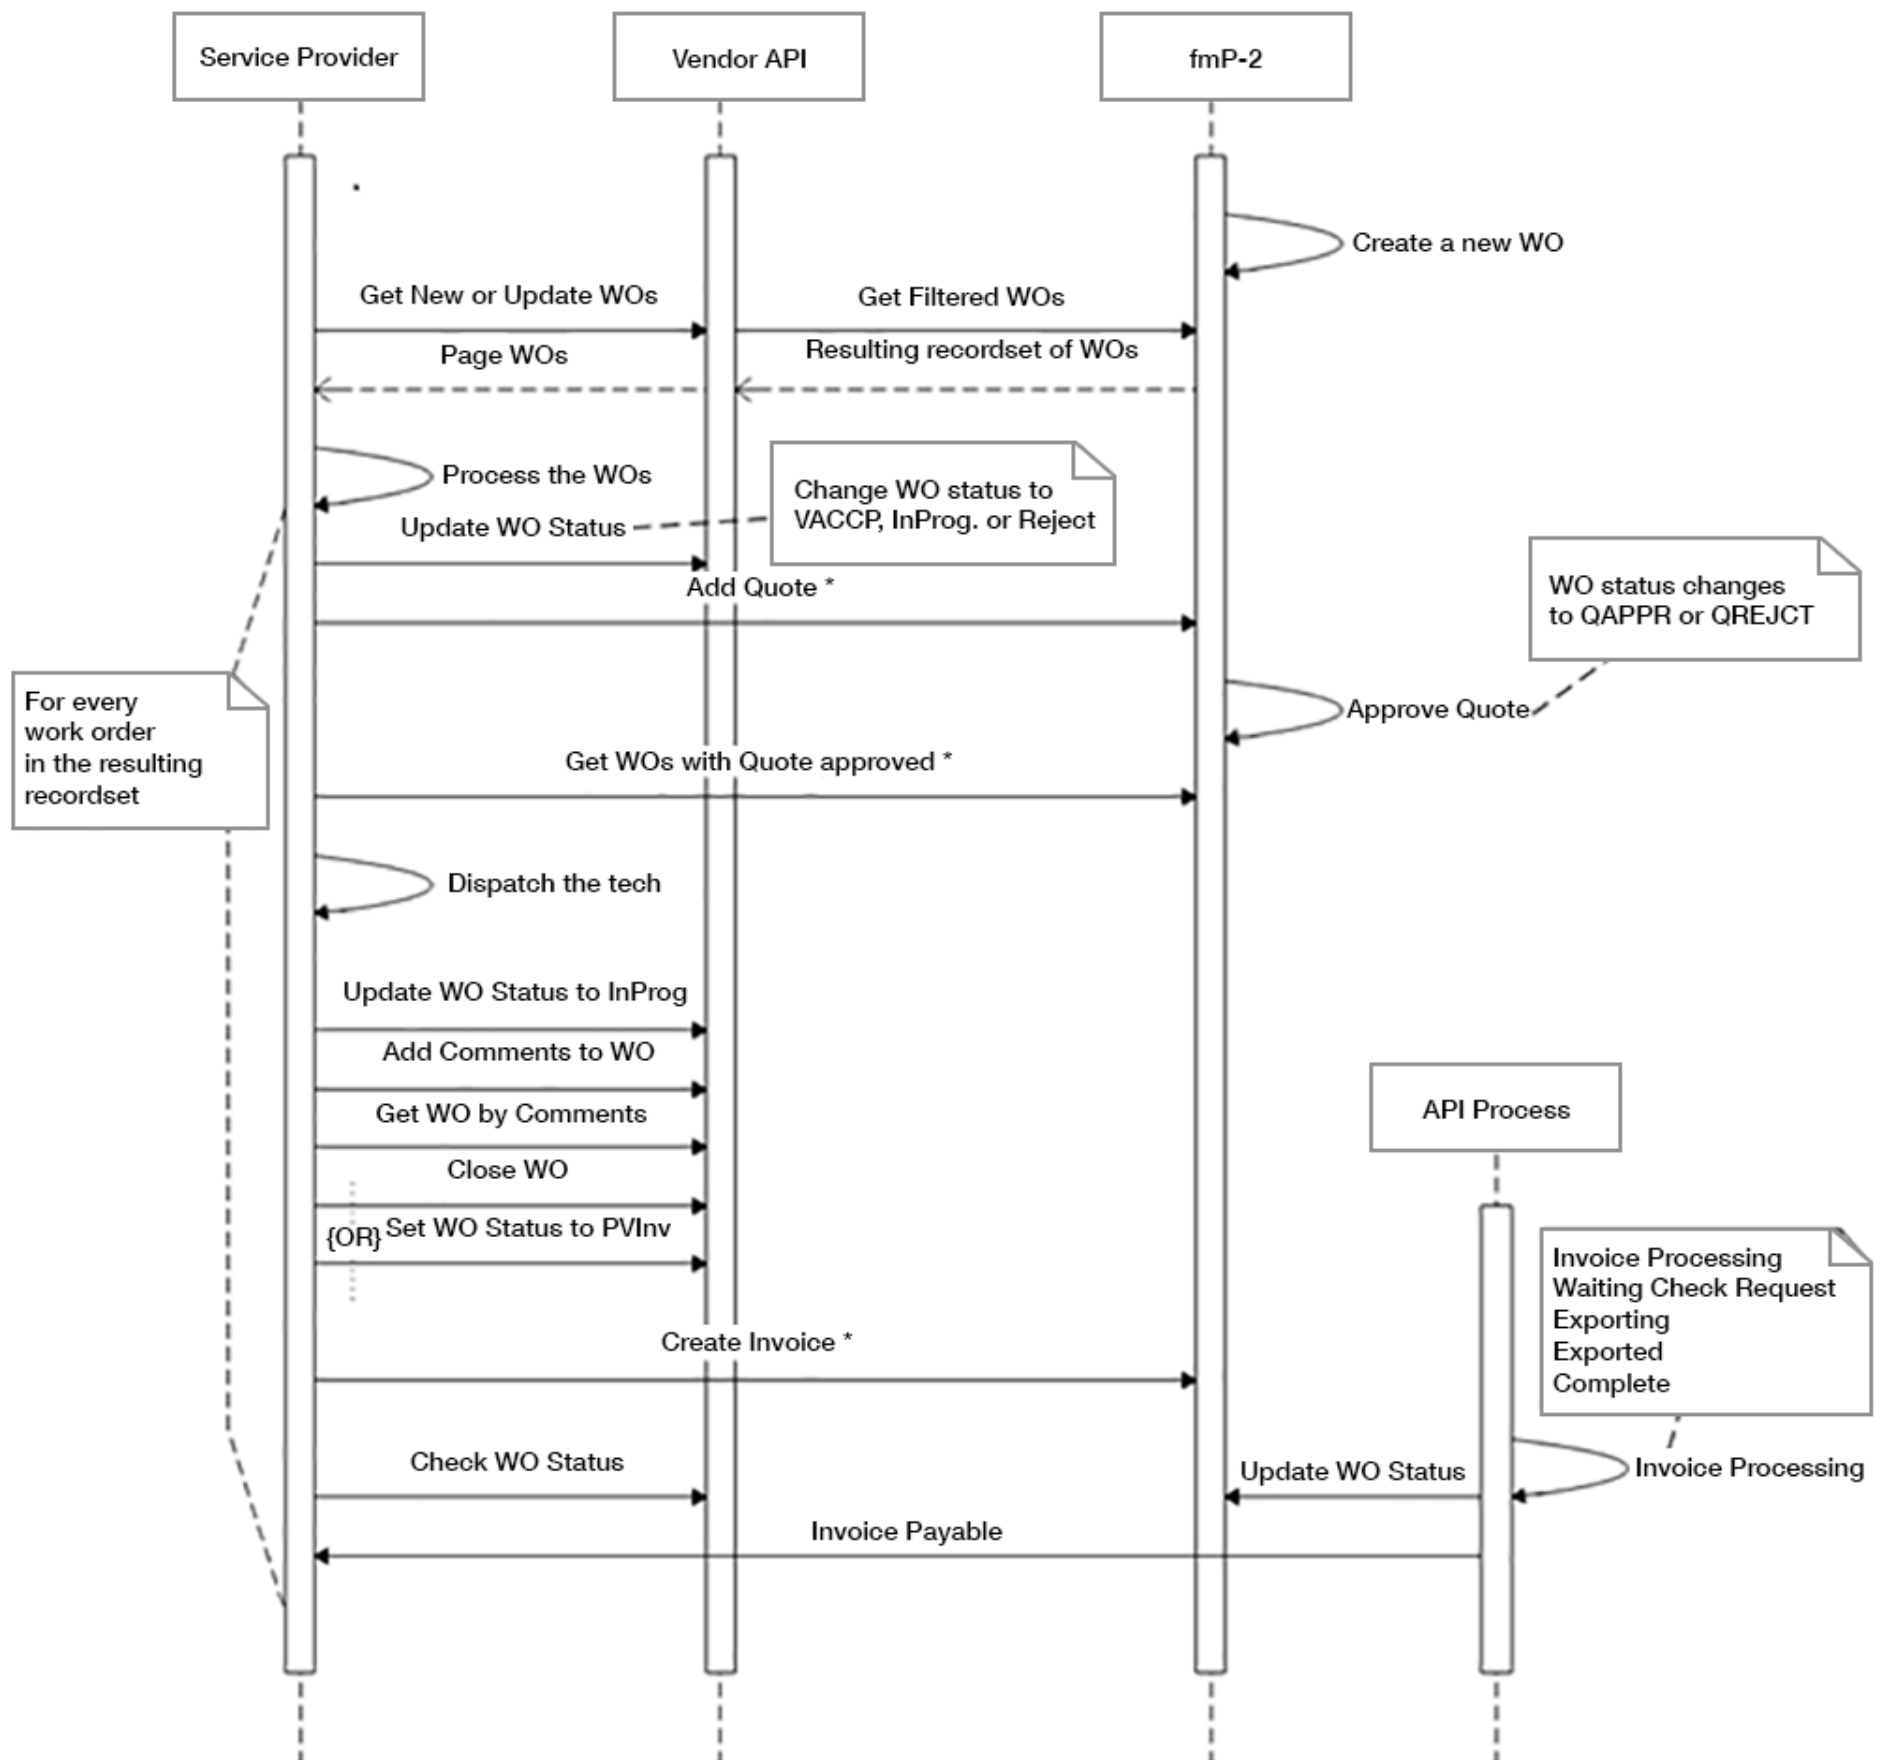 Service Provider
Vendor API
fmP-2
Create a new WO
Get New or Update WOs
Get Filtered WOs
Page WOs
Resulting recordset of WOs
Process the WOs
Change WO status to
VACCP, InProg. or Reject
Update WO Status
Add Quote *
WO status changes
to QAPPR or QREJCT
For every
work order
in the resulting
recordset
Approve Quote
Get WOs with Quote approved *
Dispatch the tech
Update WO Status to InProg
Add Comments to WO
API Process
Get WO by Comments
Close WO
{OR} Set WO Status to PVInv
Invoice Processing
Waiting Check Request
Exporting
Exported
Complete
Create Invoice *
Check WO Status
Update WO Status
Invoice Processing
Invoice Payable